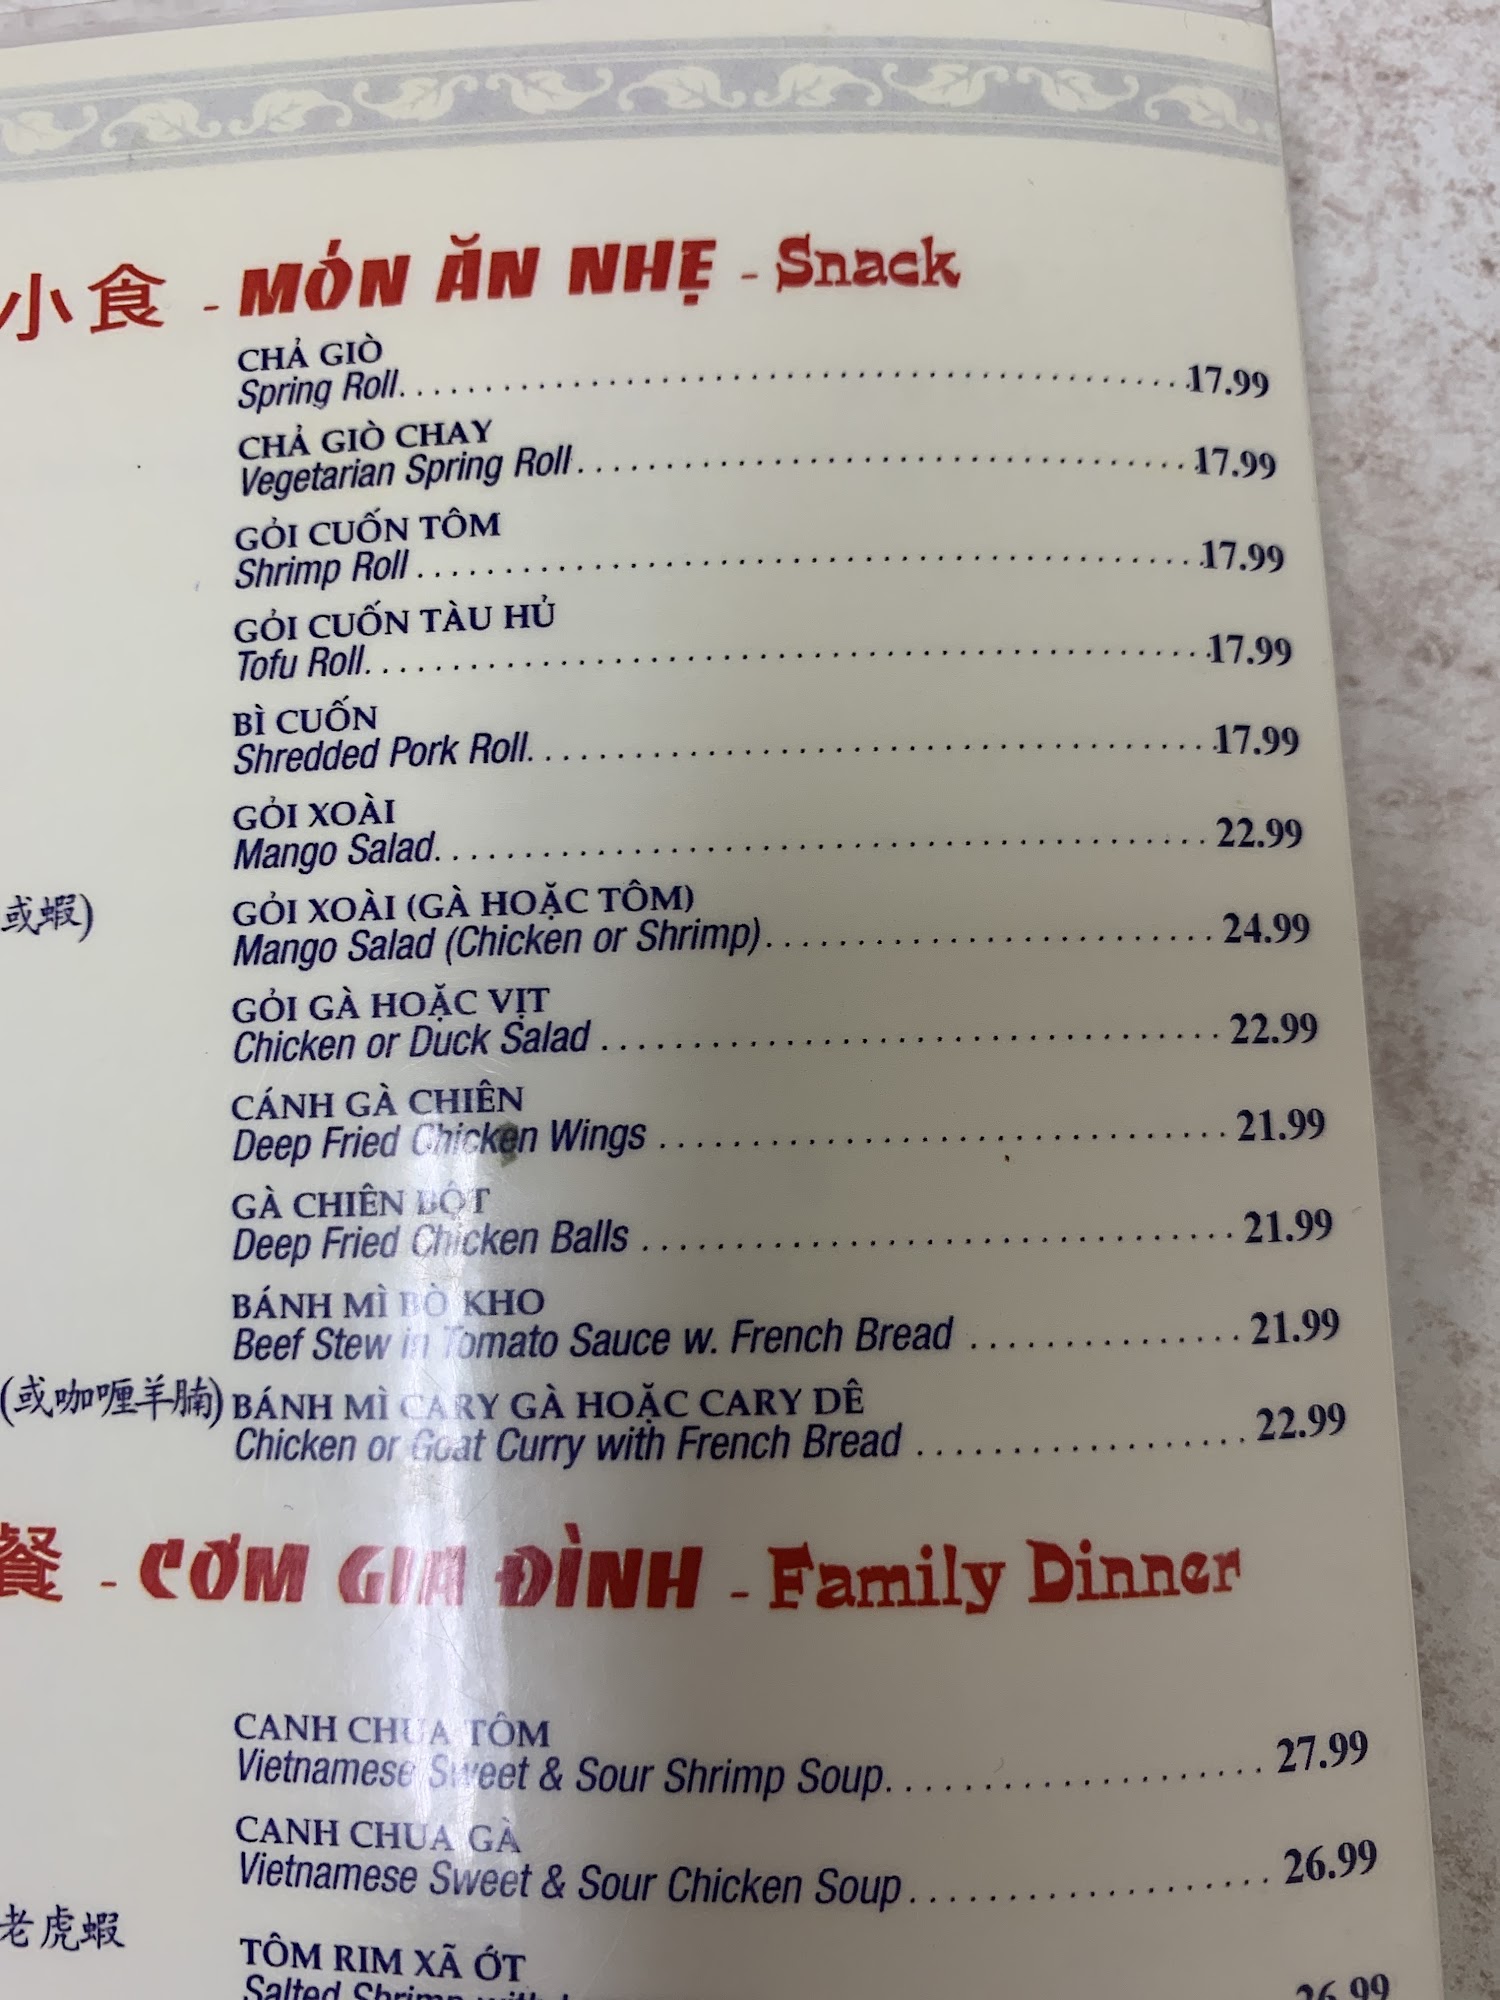 小食 - MÓN ĂN NHẸ - Snack
CHẢ GIÒ
Spring Roll 17.99
CHẢ GIÒ CHAY
Vegetarian Spring Roll 17.99
GỎI CUỐN TÔM
Shrimp Roll 17.99
GỎI CUỐN TÀU HỦ
Tofu Roll 17.99
BÌ CUỐN
Shredded Pork Roll 17.99
GỎI XOÀI
Mango Salad 22.99
或蝦) GỎI XOÀI (GÀ HOẶC TÔM)
Mango Salad (Chicken or Shrimp) 24.99
GỎI GÀ HOẶC VỊT
Chicken or Duck Salad 22.99
CÁNH GÀ CHIÊN
Deep Fried Chicken Wings 21.99
GÀ CHIÊN BỘT
Deep Fried Chicken Balls 21.99
BÁNH MÌ BÒ KHO
Beef Stew in Tomato Sauce w. French Bread 21.99
(或咖喱羊腩) BÁNH MÌ CARY GÀ HOẶC CARY DÊ
Chicken or Goat Curry with French Bread 22.99
餐 - CƠM GIA ĐÌNH - Family Dinner
CANH CHUA TÔM
Vietnamese Sweet & Sour Shrimp Soup 27.99
CANH CHUA GÀ
Vietnamese Sweet & Sour Chicken Soup 26.99
老虎蝦 TÔM RIM XÃ ỚT
Salted Shrimp with 26.99